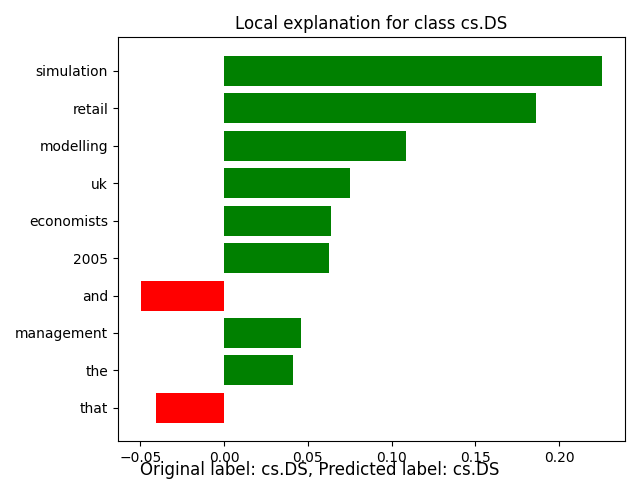 Local explanation for class cs.DS
simulation
retail
modelling
uk
economists
2005
and
management
the
that
−0.05 0.00 0.05 0.10 0.15 0.20
Original label: cs.DS, Predicted label: cs.DS